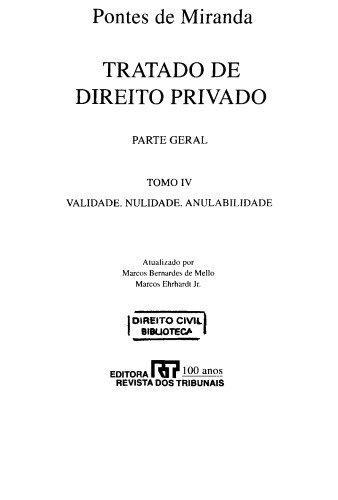 Pontes de Miranda
TRATADO DE
DIREITO PRIVADO
PARTE GERAL
TOMO IV
VALIDADE. NULIDADE. ANULABILIDADE
Atualizado por
Marcos Bernardes de Mello
Marcos Ehrhardt Jr.
DIREITO CIVIL
BIBLIOTECA
EDITORA RT 100 anos
REVISTA DOS TRIBUNAIS